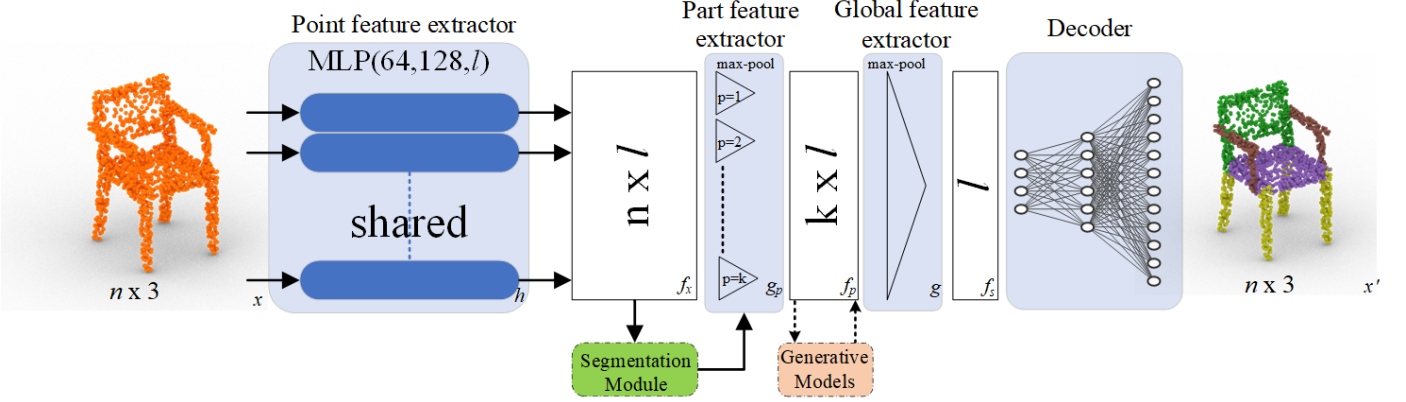 Point feature extractor
Part feature
extractor
Global feature
extractor
Decoder
MLP(64,128,l)
shared
n x 3
x
h
n x l
f_x
Segmentation
Module
max-pool
p=1
p=2
p=k
g_p
k x l
f_p
Generative
Models
max-pool
g
l
f_s
n x 3
x'